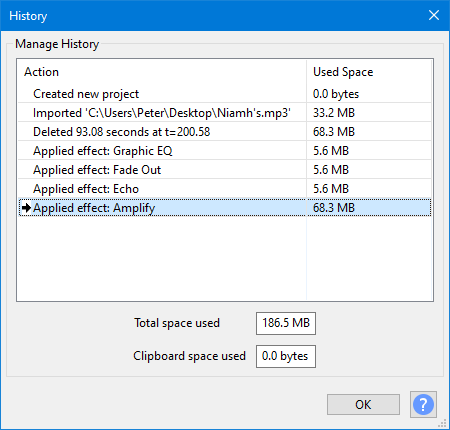 History
Manage History
Action Used Space
Created new project 0.0 bytes
Imported 'C:\Users\Peter\Desktop\Niamh's.mp3' 33.2 MB
Deleted 93.08 seconds at t=200.58 68.3 MB
Applied effect: Graphic EQ 5.6 MB
Applied effect: Fade Out 5.6 MB
Applied effect: Echo 5.6 MB
Applied effect: Amplify 68.3 MB
Total space used 186.5 MB
Clipboard space used 0.0 bytes
OK ?